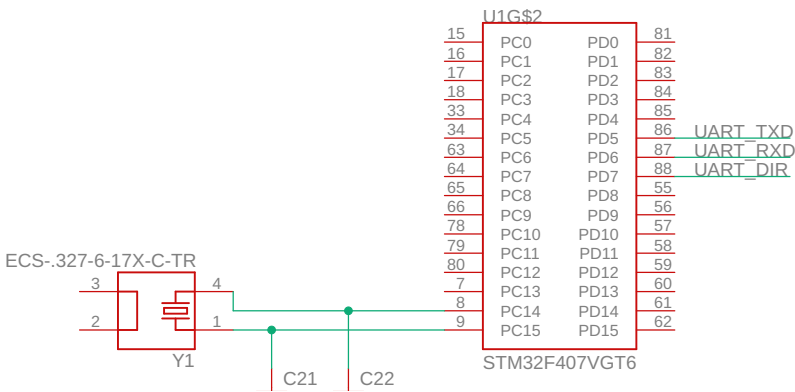 U1G$2
15 PC0 PD0 81
16 PC1 PD1 82
17 PC2 PD2 83
18 PC3 PD3 84
33 PC4 PD4 85
34 PC5 PD5 86 UART_TXD
63 PC6 PD6 87 UART_RXD
64 PC7 PD7 88 UART_DIR
65 PC8 PD8 55
66 PC9 PD9 56
78 PC10 PD10 57
79 PC11 PD11 58
80 PC12 PD12 59
7 PC13 PD13 60
8 PC14 PD14 61
9 PC15 PD15 62
STM32F407VGT6
ECS-.327-6-17X-C-TR
3 4
2 1
Y1
C21 C22